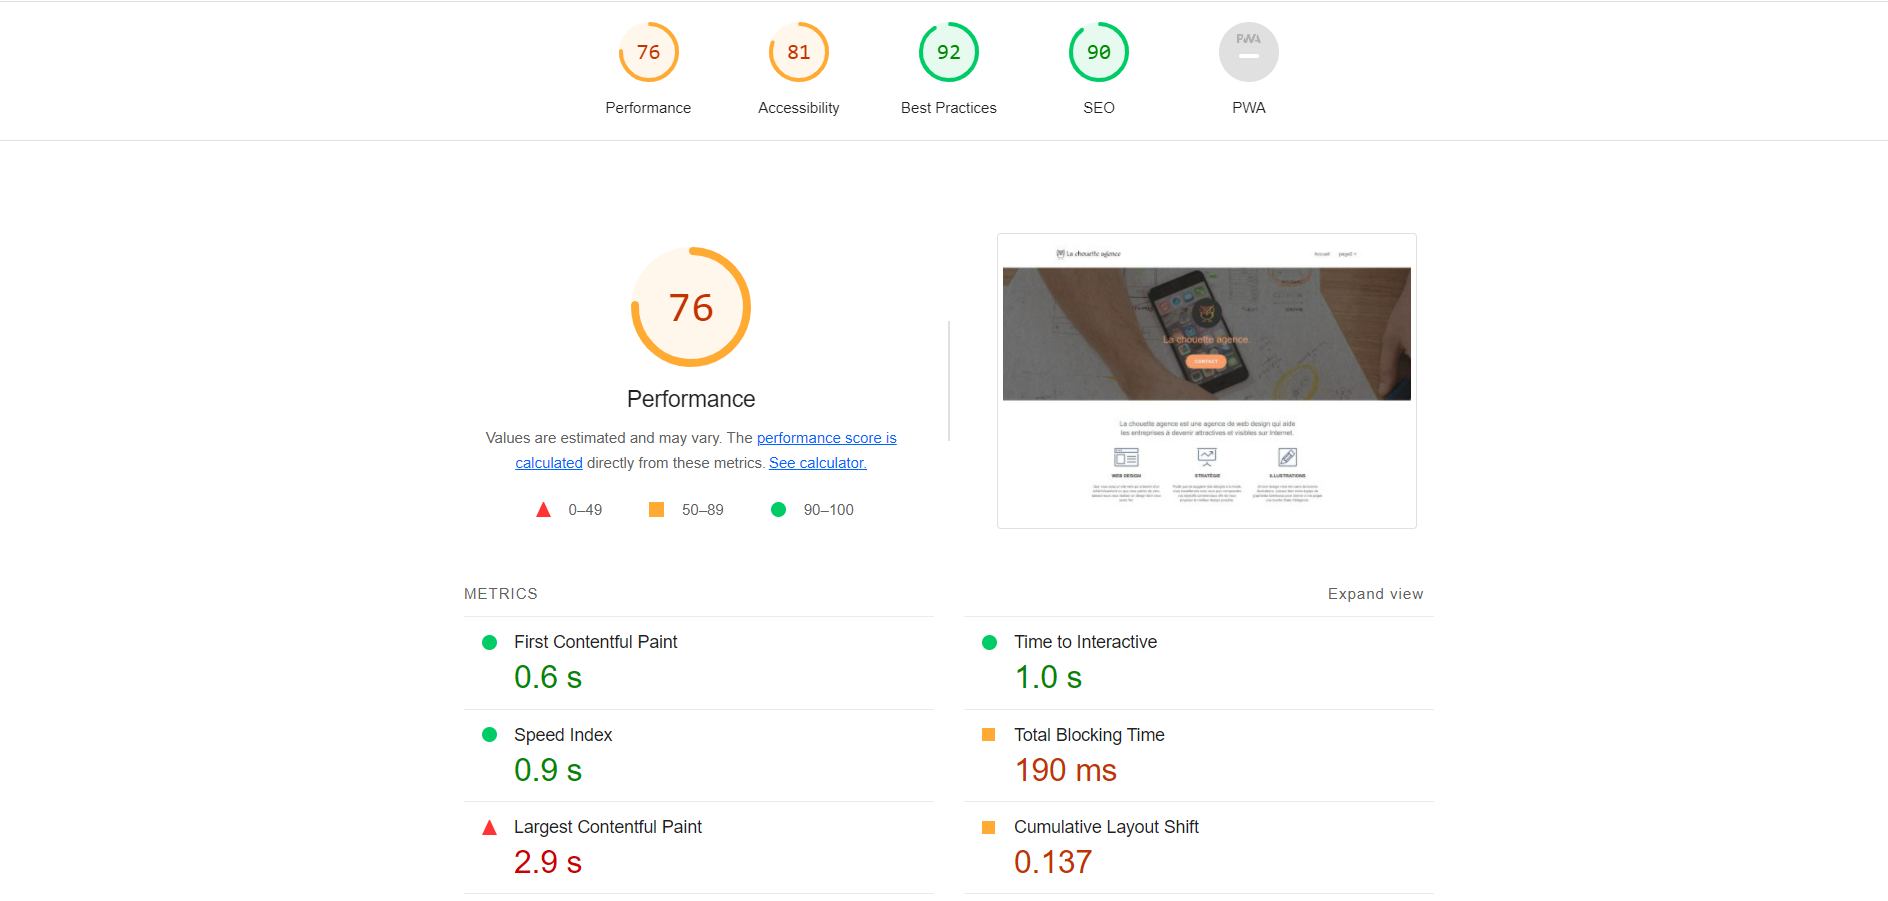 76
81
92
90
PWA
Performance
Accessibility
Best Practices
SEO
PWA
76
Performance
Values are estimated and may vary. The performance score is
calculated directly from these metrics. See calculator.
0–49
50–89
90–100
La chouette agence
Accueil
page2
La chouette agence.
CONTACT
La chouette agence est une agence de web design qui aide
les entreprises à devenir attractives et visibles sur Internet.
WEB DESIGN
STRATÉGIE
ILLUSTRATIONS
METRICS
Expand view
First Contentful Paint
0.6 s
Time to Interactive
1.0 s
Speed Index
0.9 s
Total Blocking Time
190 ms
Largest Contentful Paint
2.9 s
Cumulative Layout Shift
0.137